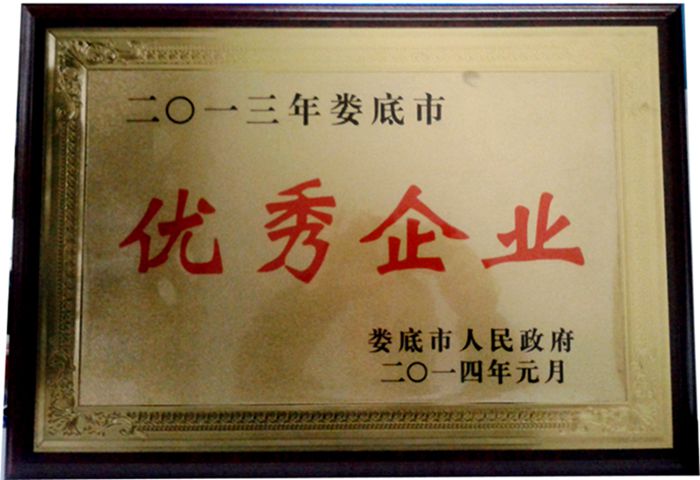 二〇一三年娄底市
优秀企业
娄底市人民政府
二〇一四年元月